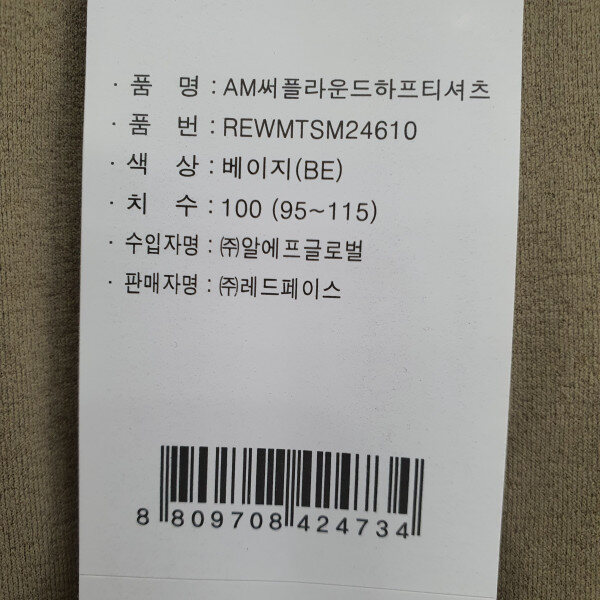 · 품 명 : AM써플라운드하프티셔츠
· 품 번 : REWMTSM24610
· 색 상 : 베이지(BE)
· 치 수 : 100 (95~115)
· 수입자명 : ㈜알에프글로벌
· 판매자명 : ㈜레드페이스
8 809708 424734